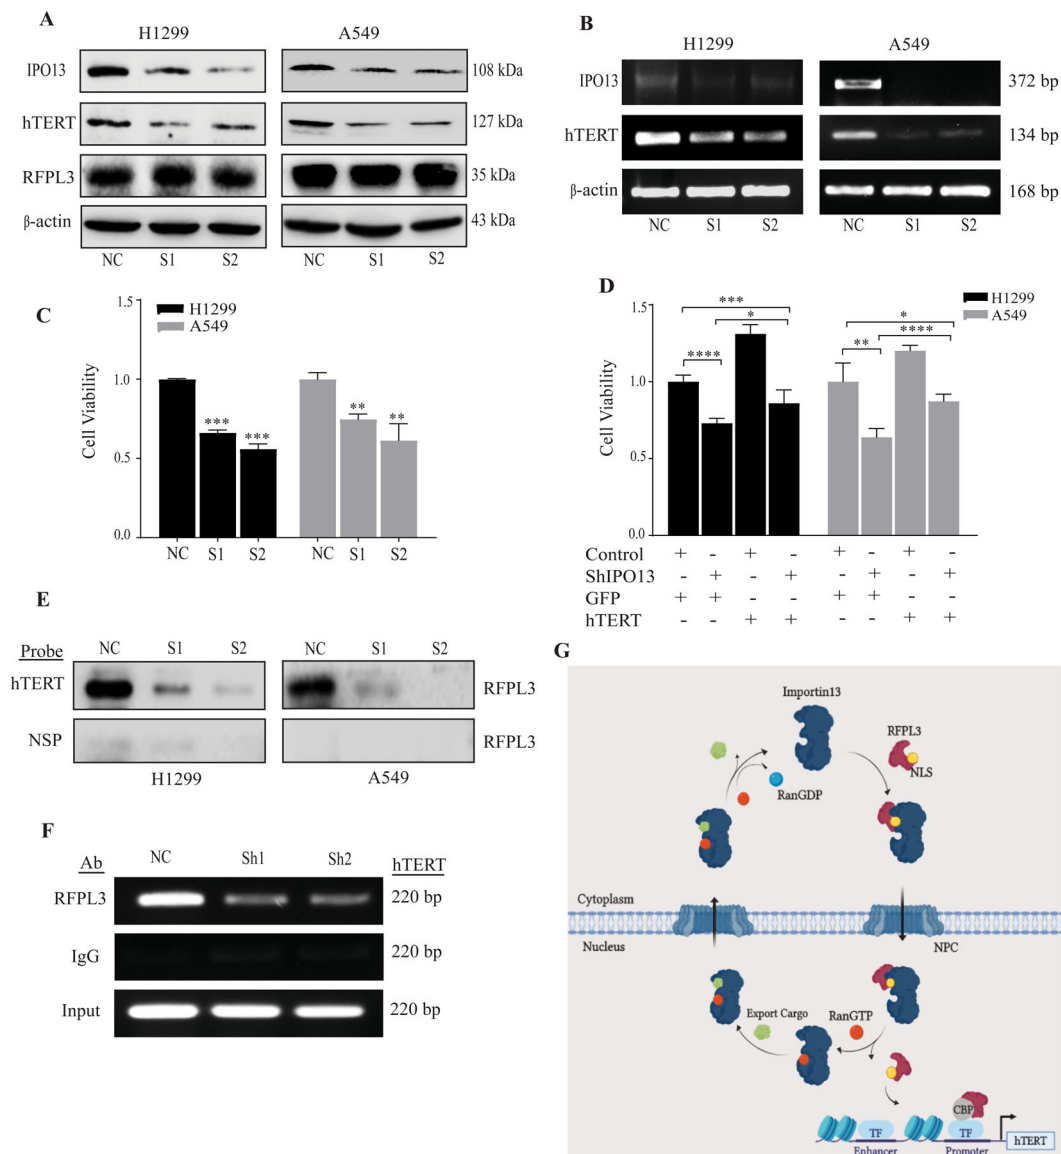 A
H1299 A549
IPO13 108 kDa
hTERT 127 kDa
RFPL3 35 kDa
β-actin 43 kDa
NC S1 S2 NC S1 S2
B
H1299 A549
IPO13 372 bp
hTERT 134 bp
β-actin 168 bp
NC S1 S2 NC S1 S2
C
H1299
A549
Cell Viability
1.5
1.0
0.5
0.0
*** *** ** **
NC S1 S2 NC S1 S2
D
H1299
A549
Cell Viability
1.5
1.0
0.5
0.0
*** * **** * **** **
Control + - + - + - + -
ShIPO13 - + - + - + - +
GFP + + - - + + - -
hTERT - - + + - - + +
E
Probe NC S1 S2 NC S1 S2
hTERT RFPL3
NSP RFPL3
H1299 A549
F
Ab NC Sh1 Sh2 hTERT
RFPL3 220 bp
IgG 220 bp
Input 220 bp
G
Importin13
RFPL3
NLS
RanGDP
Cytoplasm
Nucleus
NPC
Export Cargo RanGTP
CBP
TF TF
Enhancer Promoter hTERT